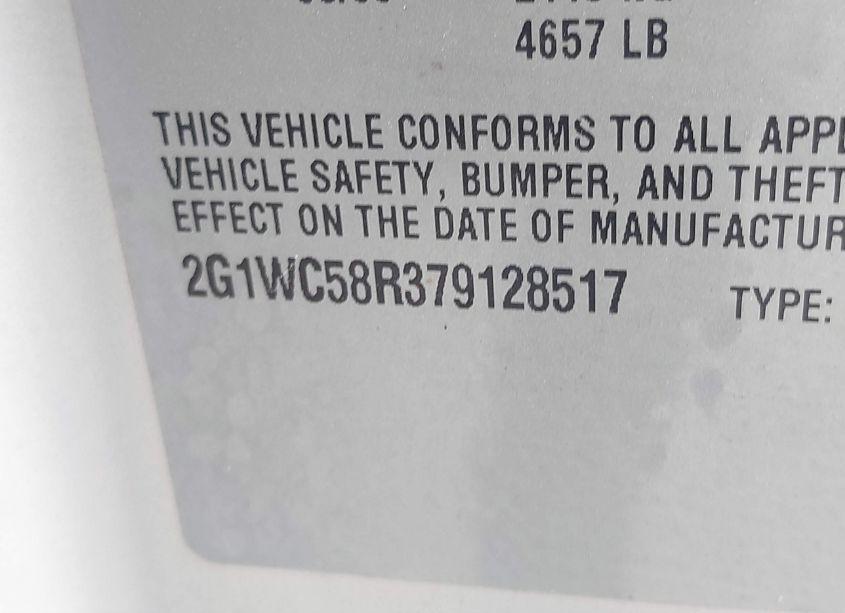 4657 LB
THIS VEHICLE CONFORMS TO ALL APPL
VEHICLE SAFETY, BUMPER, AND THEFT
EFFECT ON THE DATE OF MANUFACTUR
2G1WC58R379128517 TYPE: